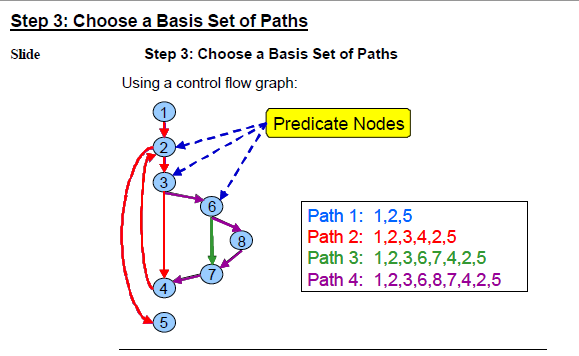 Step 3: Choose a Basis Set of Paths
Slide
Step 3: Choose a Basis Set of Paths
Using a control flow graph:
1
Predicate Nodes
2
3
6
8
7
4
5
Path 1: 1,2,5
Path 2: 1,2,3,4,2,5
Path 3: 1,2,3,6,7,4,2,5
Path 4: 1,2,3,6,8,7,4,2,5